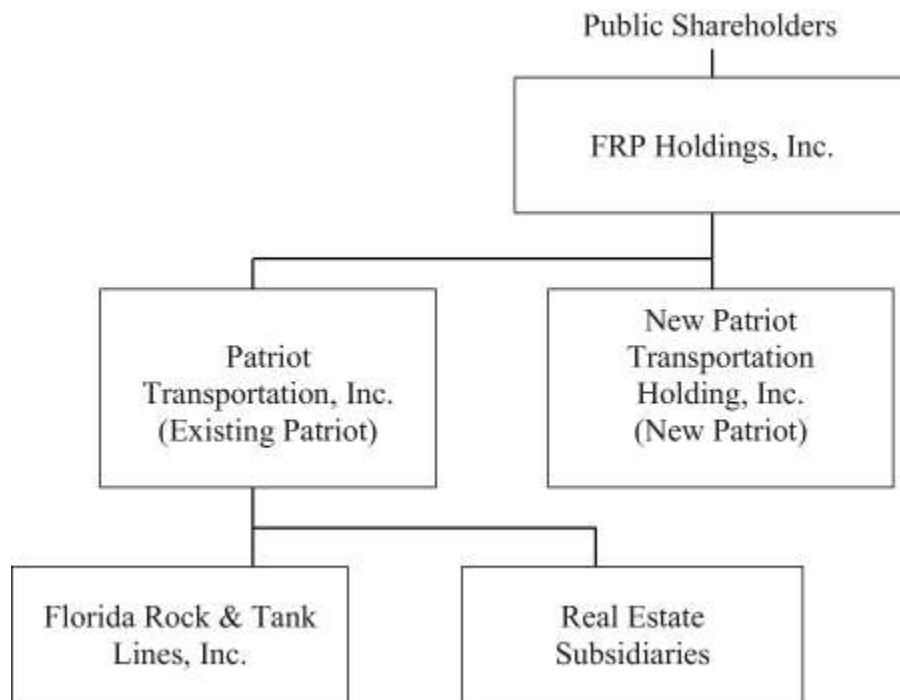 Public Shareholders
FRP Holdings, Inc.
Patriot
Transportation, Inc.
(Existing Patriot)
New Patriot
Transportation
Holding, Inc.
(New Patriot)
Florida Rock & Tank
Lines, Inc.
Real Estate
Subsidiaries